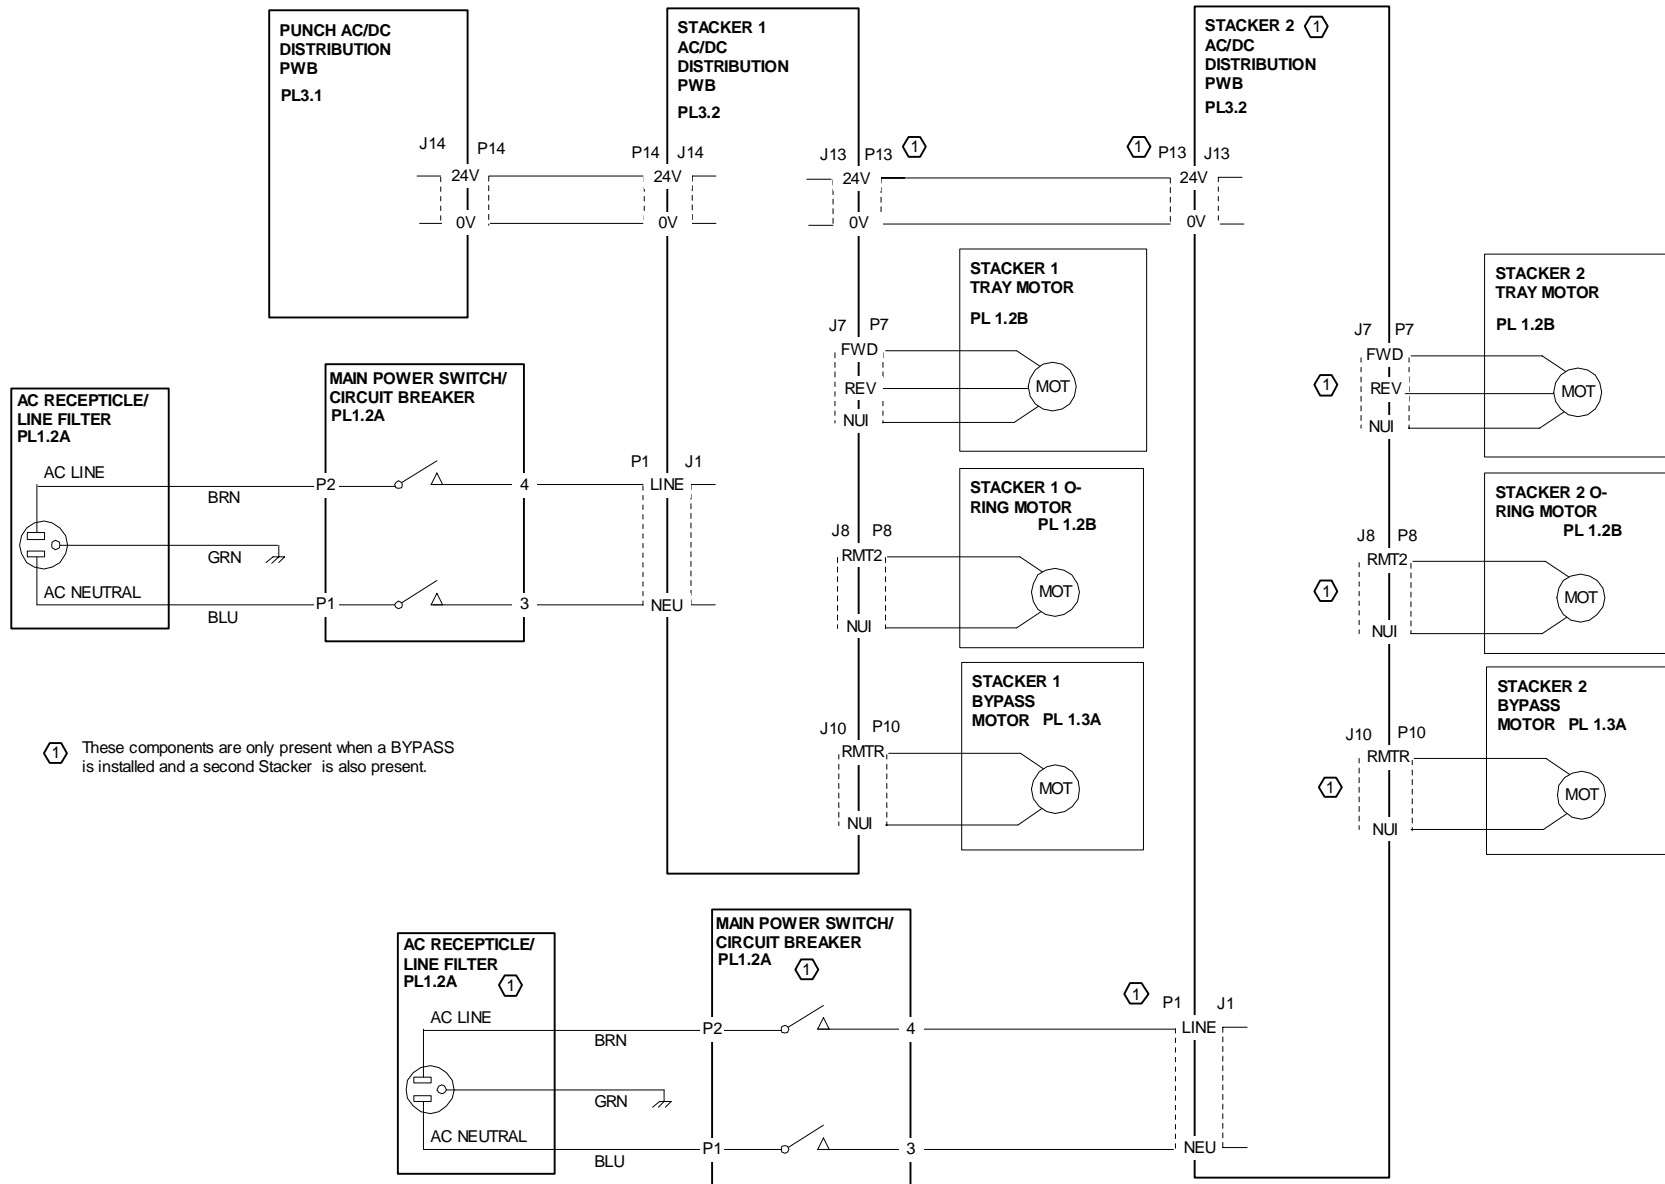 PUNCH AC/DC
DISTRIBUTION
PWB
PL3.1
STACKER 1
AC/DC
DISTRIBUTION
PWB
PL3.2
STACKER 2 1
AC/DC
DISTRIBUTION
PWB
PL3.2
J14 P14
24V
0V
P14 J14
24V
0V
J13 P13 1
24V
0V
1 P13 J13
24V
0V
STACKER 1
TRAY MOTOR
PL 1.2B
J7 P7
FWD
REV
NUI
MOT
STACKER 2
TRAY MOTOR
PL 1.2B
J7 P7
FWD
1 REV
NUI
MOT
AC RECEPTICLE/
LINE FILTER
PL1.2A
AC LINE
BRN
GRN
AC NEUTRAL
BLU
MAIN POWER SWITCH/
CIRCUIT BREAKER
PL1.2A
P2 4
P1 3
P1 J1
LINE
NEU
STACKER 1 O-
RING MOTOR
PL 1.2B
J8 P8
RMT2
NUI
MOT
STACKER 2 O-
RING MOTOR
PL 1.2B
J8 P8
RMT2
1
NUI
MOT
STACKER 1
BYPASS
MOTOR PL 1.3A
J10 P10
RMTR
NUI
MOT
STACKER 2
BYPASS
MOTOR PL 1.3A
J10 P10
RMTR
1
NUI
MOT
1 These components are only present when a BYPASS
is installed and a second Stacker is also present.
AC RECEPTICLE/
LINE FILTER
PL1.2A 1
AC LINE
BRN
GRN
AC NEUTRAL
BLU
MAIN POWER SWITCH/
CIRCUIT BREAKER
PL1.2A 1
P2 4
P1 3
1 P1 J1
LINE
NEU